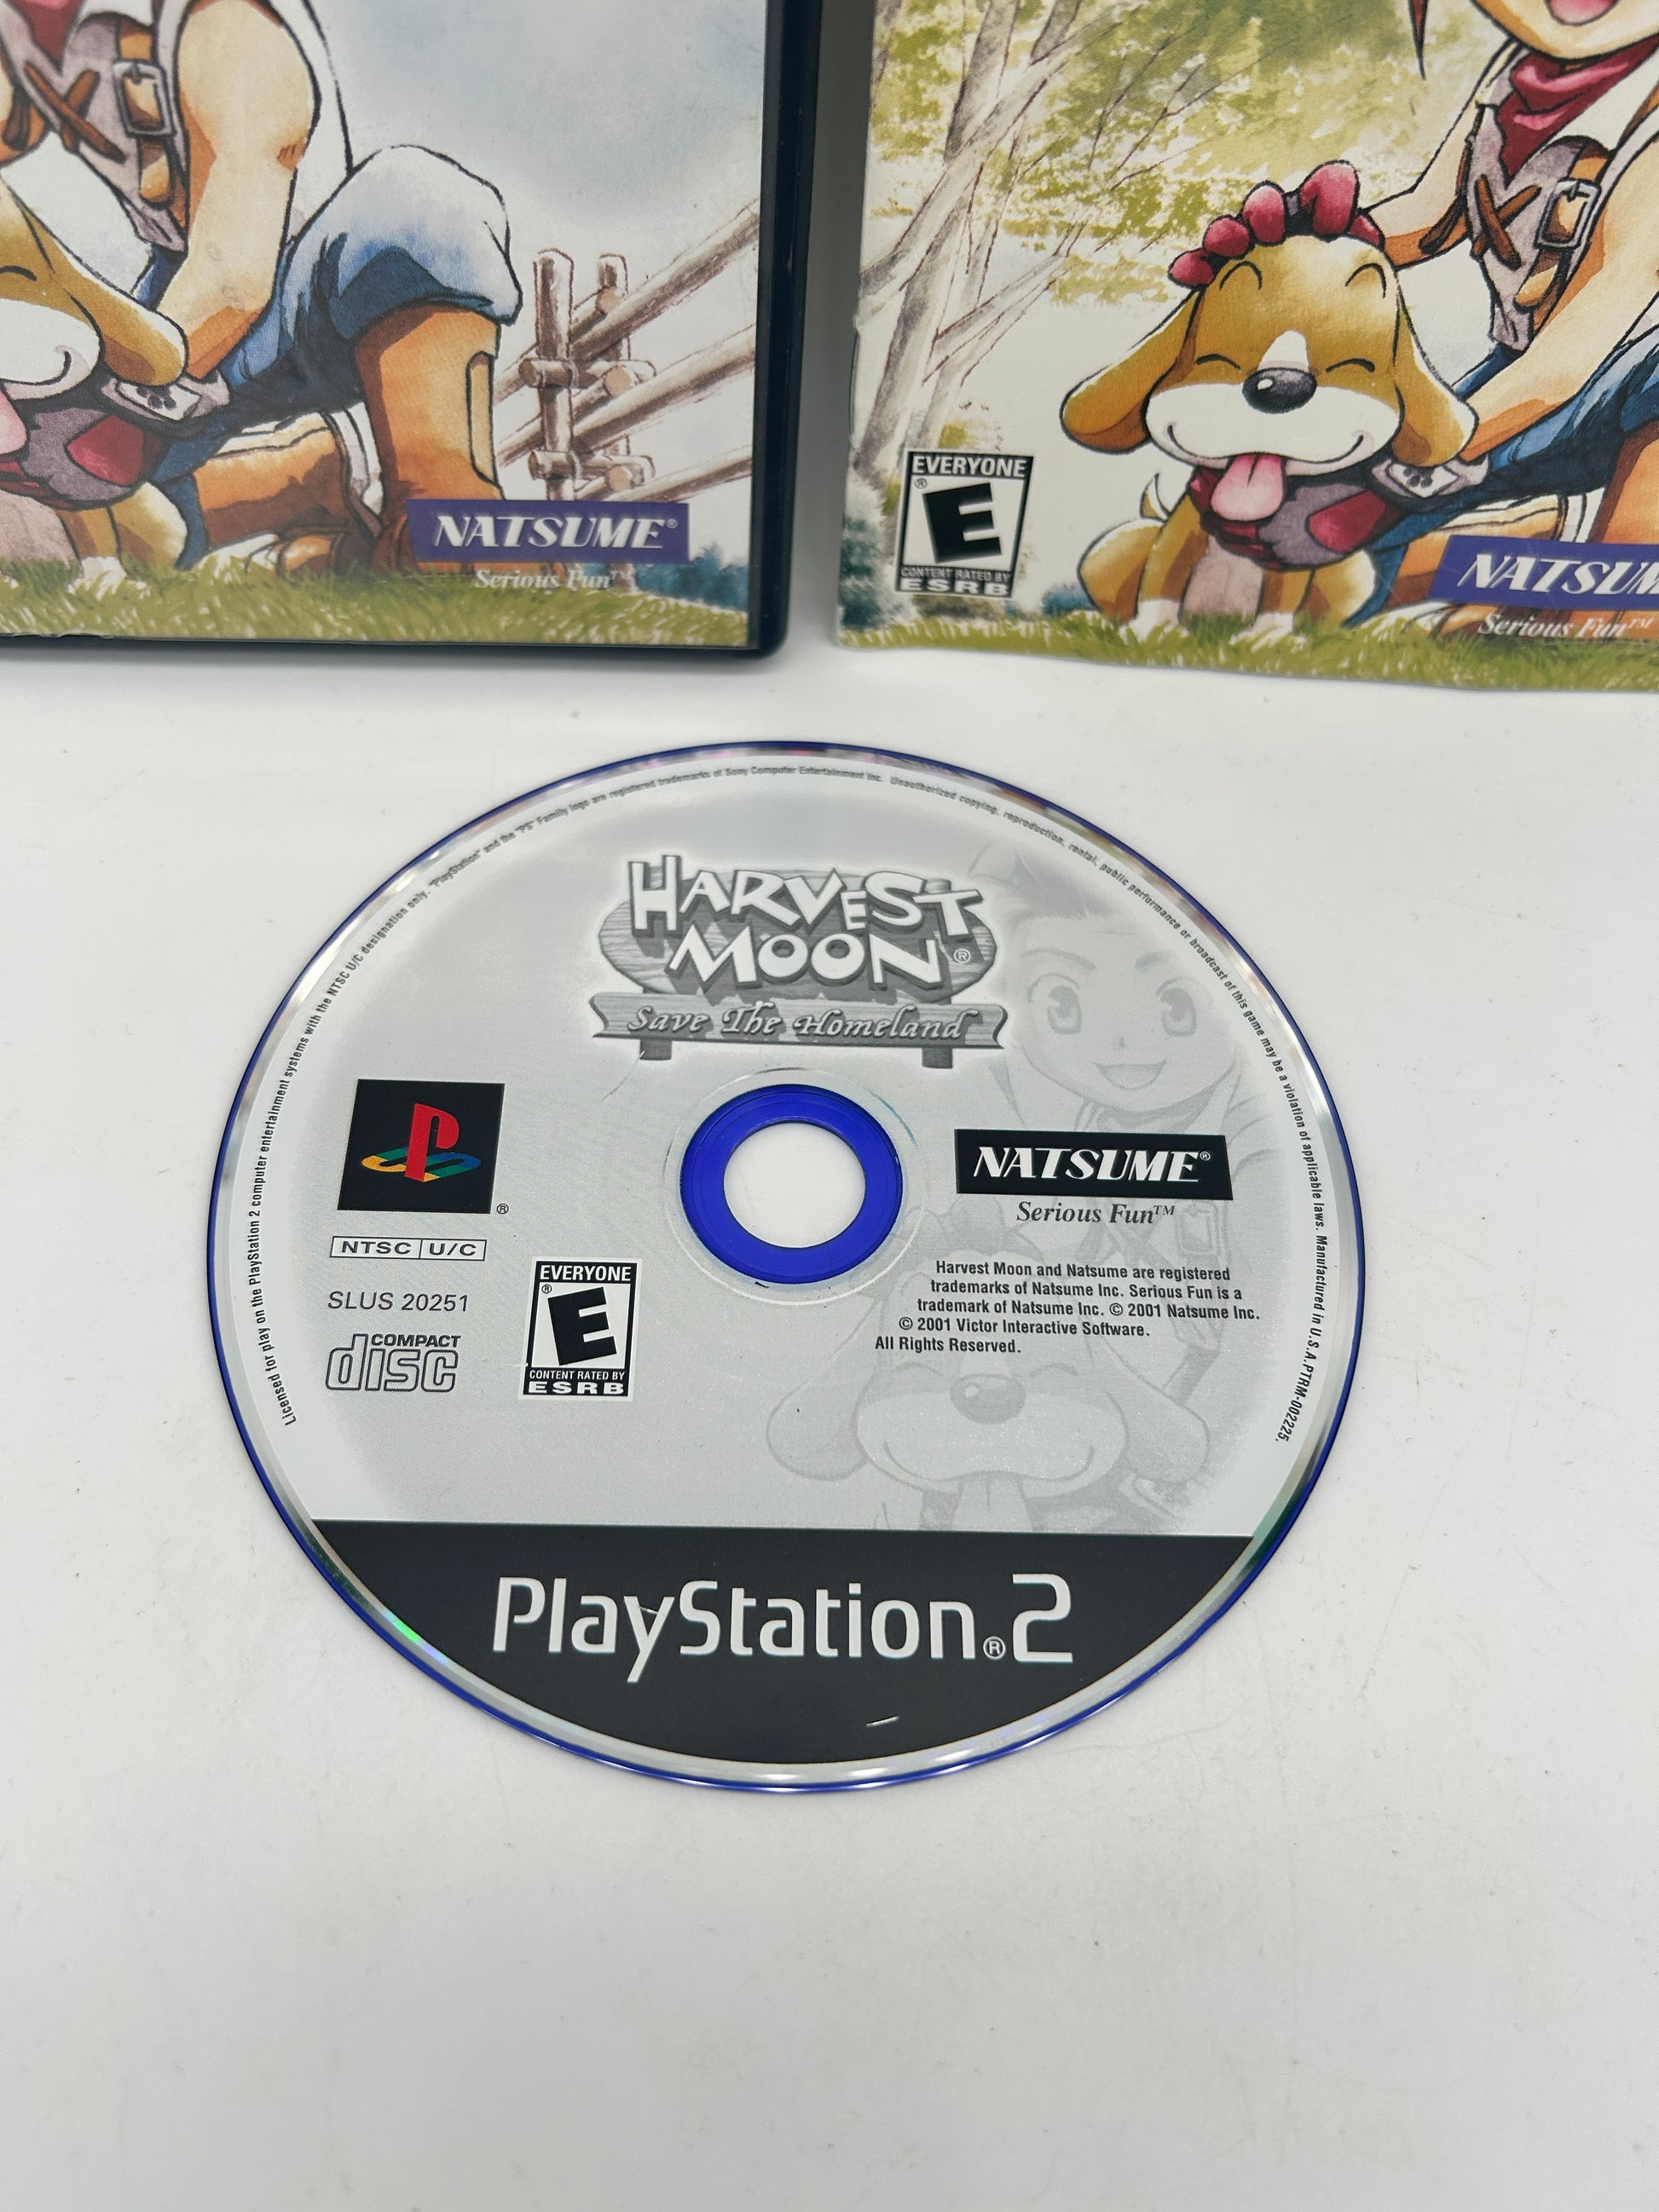 NATSUME®
Serious Fun™
EVERYONE
®
E
CONTENT RATED BY
ESRB
NATSUM
Serious Fun™
Licensed for play on the PlayStation 2 computer entertainment systems with the NTSC U/C designation only. "PlayStation" and the "PS" Family logo are registered trademarks of Sony Computer Entertainment Inc. Unauthorized copying, reproduction, rental, public performance or broadcast of this game may be a violation of applicable laws. Manufactured in U.S.A. PTRM-002225.
HARVEST
MOON®
Save The Homeland
®
NTSC U/C
SLUS 20251
COMPACT
disc
EVERYONE
®
E
CONTENT RATED BY
ESRB
NATSUME®
Serious Fun™
Harvest Moon and Natsume are registered
trademarks of Natsume Inc. Serious Fun is a
trademark of Natsume Inc. © 2001 Natsume Inc.
© 2001 Victor Interactive Software.
All Rights Reserved.
PlayStation®2